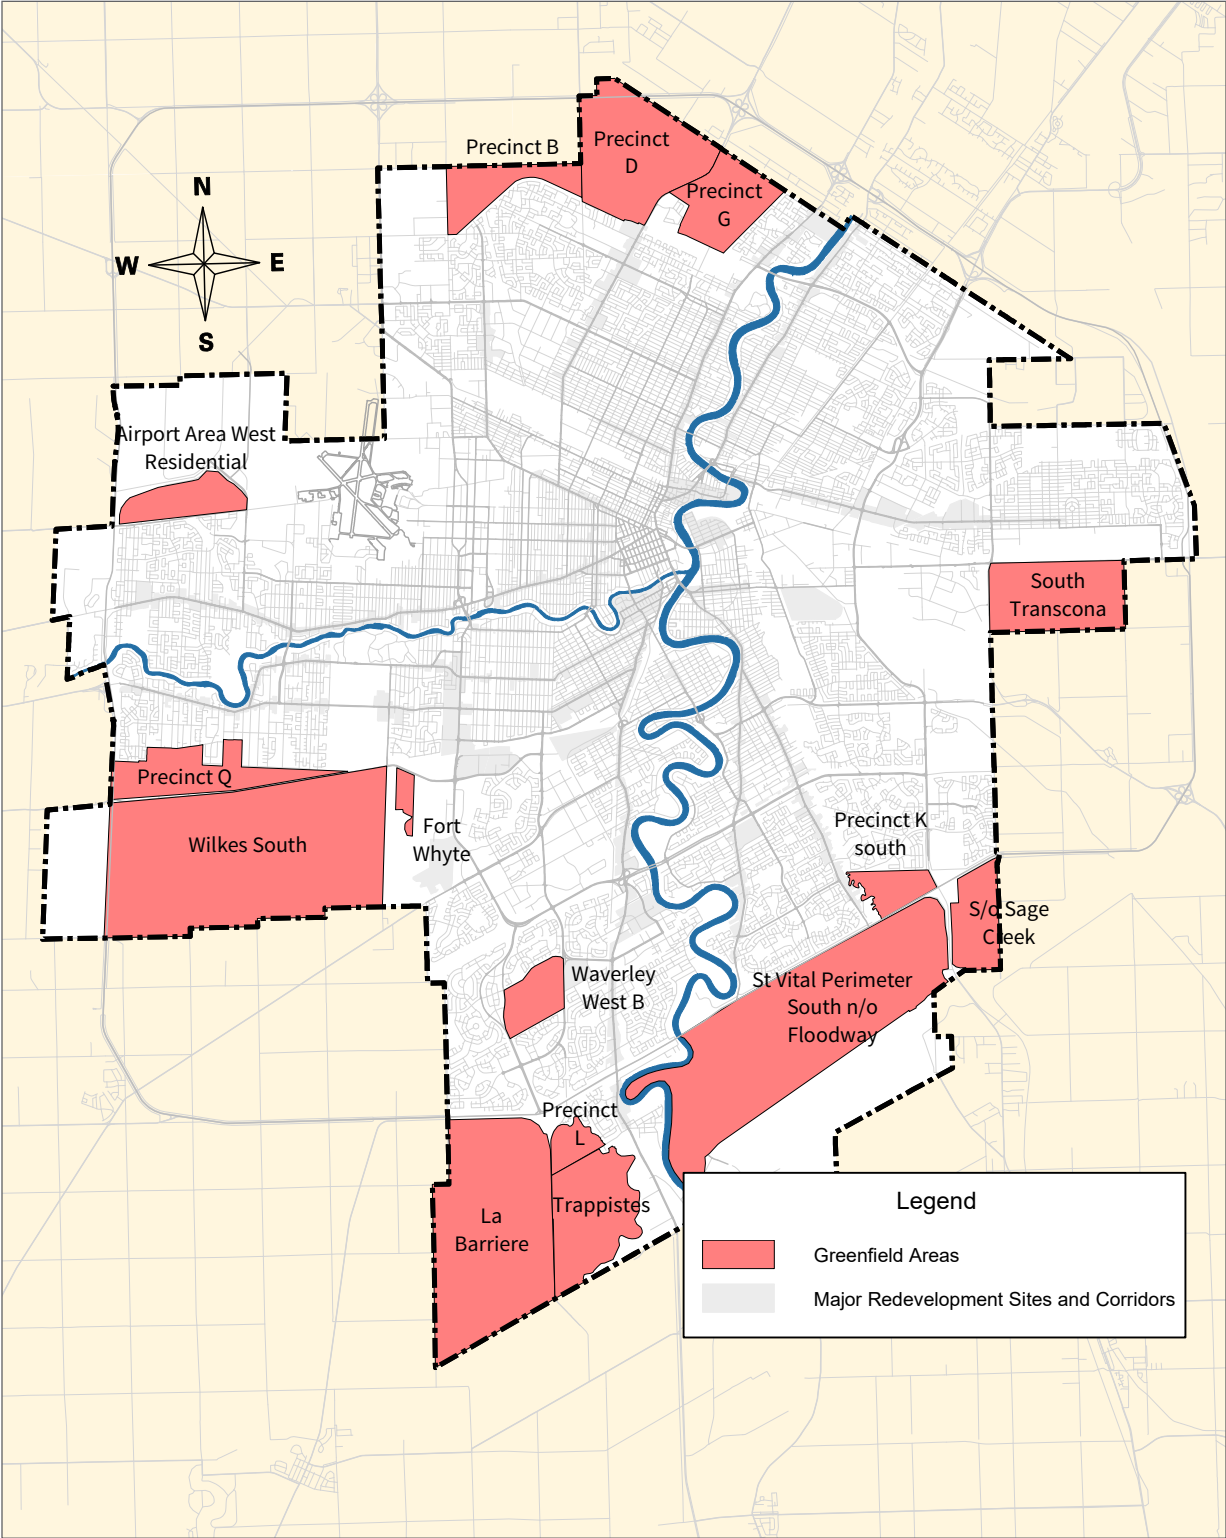 Precinct B
Precinct
D
Precinct
G
N
W
E
S
Airport Area West
Residential
South
Transcona
Precinct Q
Wilkes South
Fort
Whyte
Precinct K
south
S/o Sage
Creek
Waverley
West B
St Vital Perimeter
South n/o
Floodway
Precinct
L
Trappistes
La
Barriere
Legend
Greenfield Areas
Major Redevelopment Sites and Corridors